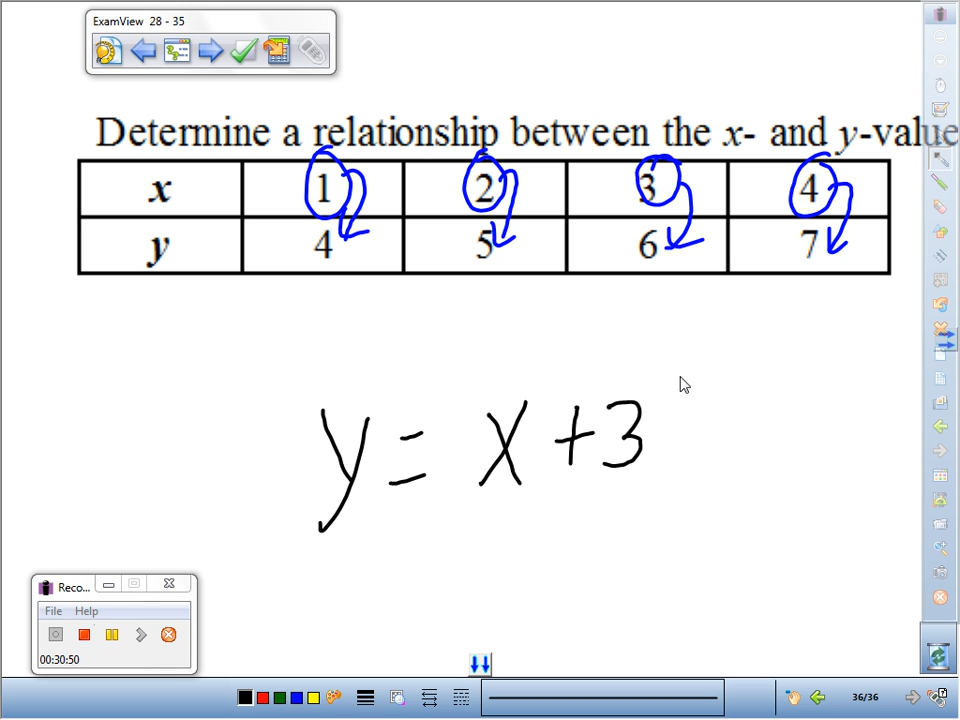 ExamView 28 - 35
Determine a relationship between the x- and y-value
x 1 2 3 4
y 4 5 6 7
y = x + 3
Reco...
File Help
00:30:50
36/36